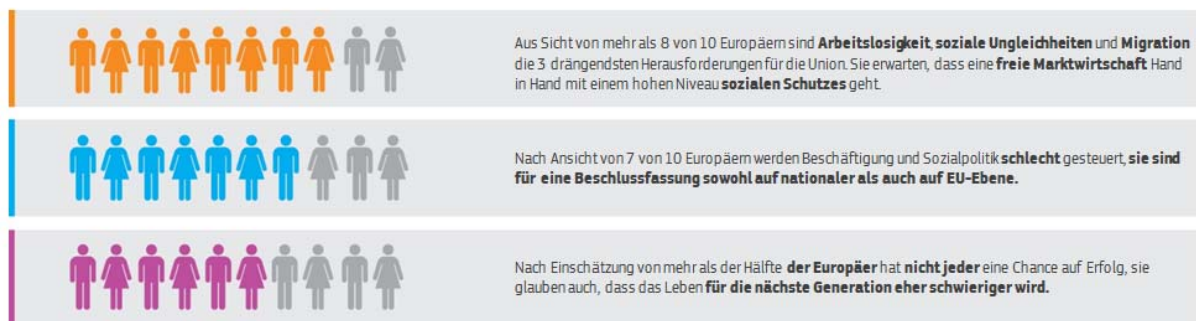 Aus Sicht von mehr als 8 von 10 Europäern sind Arbeitslosigkeit, soziale Ungleichheiten und Migration
die 3 drängendsten Herausforderungen für die Union. Sie erwarten, dass eine freie Marktwirtschaft Hand
in Hand mit einem hohen Niveau sozialen Schutzes geht.
Nach Ansicht von 7 von 10 Europäern werden Beschäftigung und Sozialpolitik schlecht gesteuert, sie sind
für eine Beschlussfassung sowohl auf nationaler als auch auf EU-Ebene.
Nach Einschätzung von mehr als der Hälfte der Europäer hat nicht jeder eine Chance auf Erfolg, sie
glauben auch, dass das Leben für die nächste Generation eher schwieriger wird.